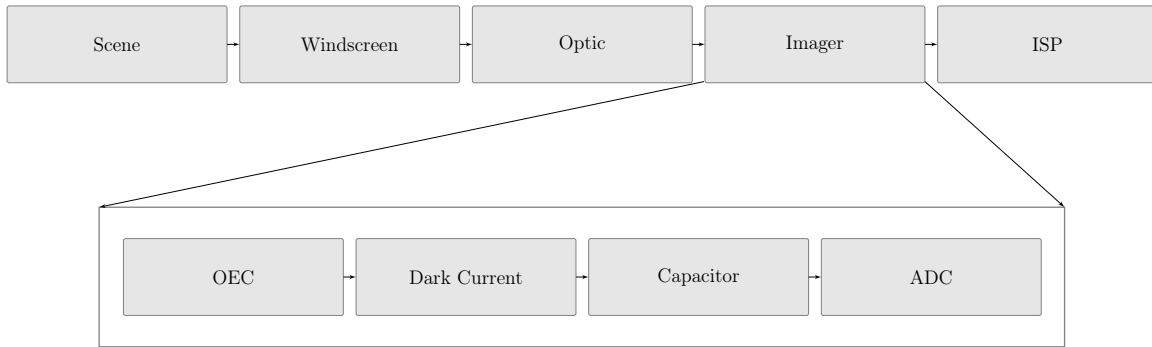 Scene
Windscreen
Optic
Imager
ISP
OEC
Dark Current
Capacitor
ADC